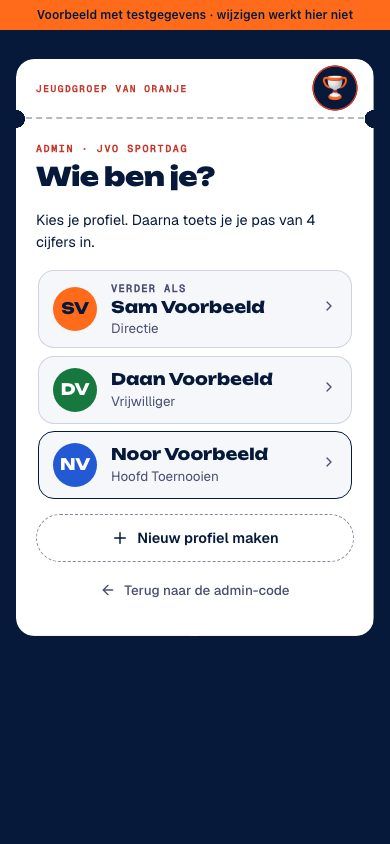 Voorbeeld met testgegevens · wijzigen werkt hier niet
JEUGDGROEP VAN ORANJE
ADMIN · JVO SPORTDAG
Wie ben je?
Kies je profiel. Daarna toets je je pas van 4
cijfers in.
SV
VERDER ALS
Sam Voorbeeld
Directie
DV
Daan Voorbeeld
Vrijwilliger
NV
Noor Voorbeeld
Hoofd Toernooien
+ Nieuw profiel maken
← Terug naar de admin-code